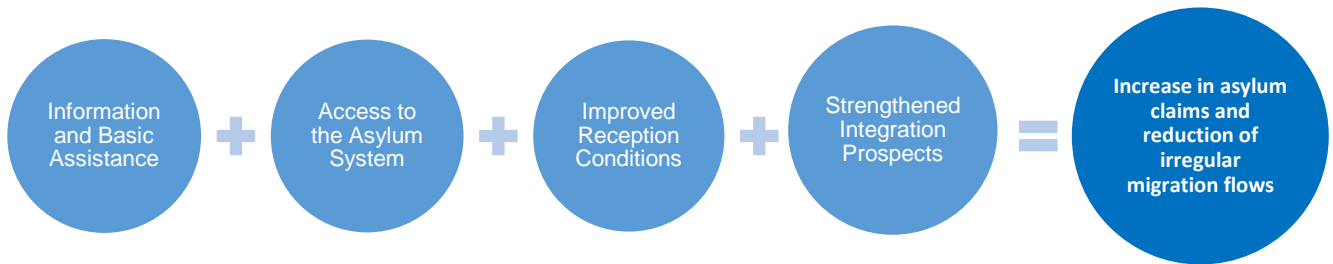 Information
and Basic
Assistance
+
Access to
the Asylum
System
+
Improved
Reception
Conditions
+
Strengthened
Integration
Prospects
=
Increase in asylum
claims and
reduction of
irregular
migration flows